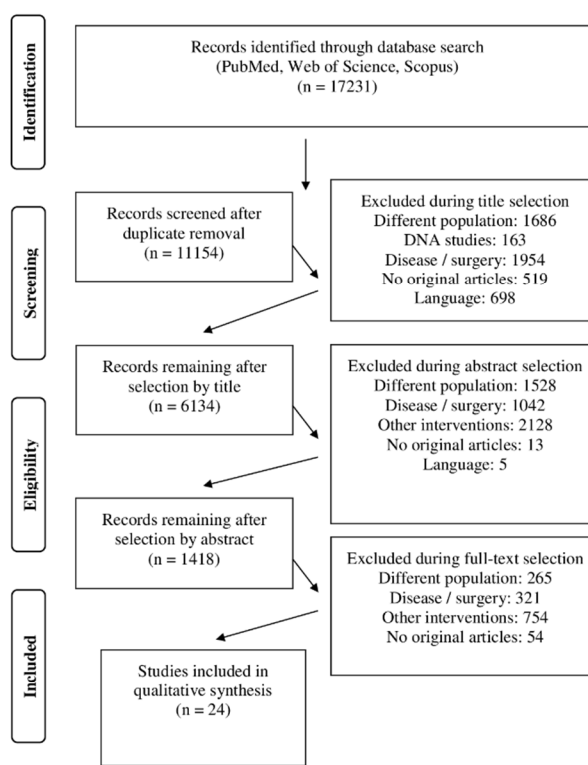 Identification
Records identified through database search
(PubMed, Web of Science, Scopus)
(n = 17231)
Screening
Records screened after
duplicate removal
(n = 11154)
Excluded during title selection
Different population: 1686
DNA studies: 163
Disease / surgery: 1954
No original articles: 519
Language: 698
Records remaining after
selection by title
(n = 6134)
Excluded during abstract selection
Different population: 1528
Disease / surgery: 1042
Other interventions: 2128
No original articles: 13
Language: 5
Eligibility
Records remaining after
selection by abstract
(n = 1418)
Excluded during full-text selection
Different population: 265
Disease / surgery: 321
Other interventions: 754
No original articles: 54
Included
Studies included in
qualitative synthesis
(n = 24)